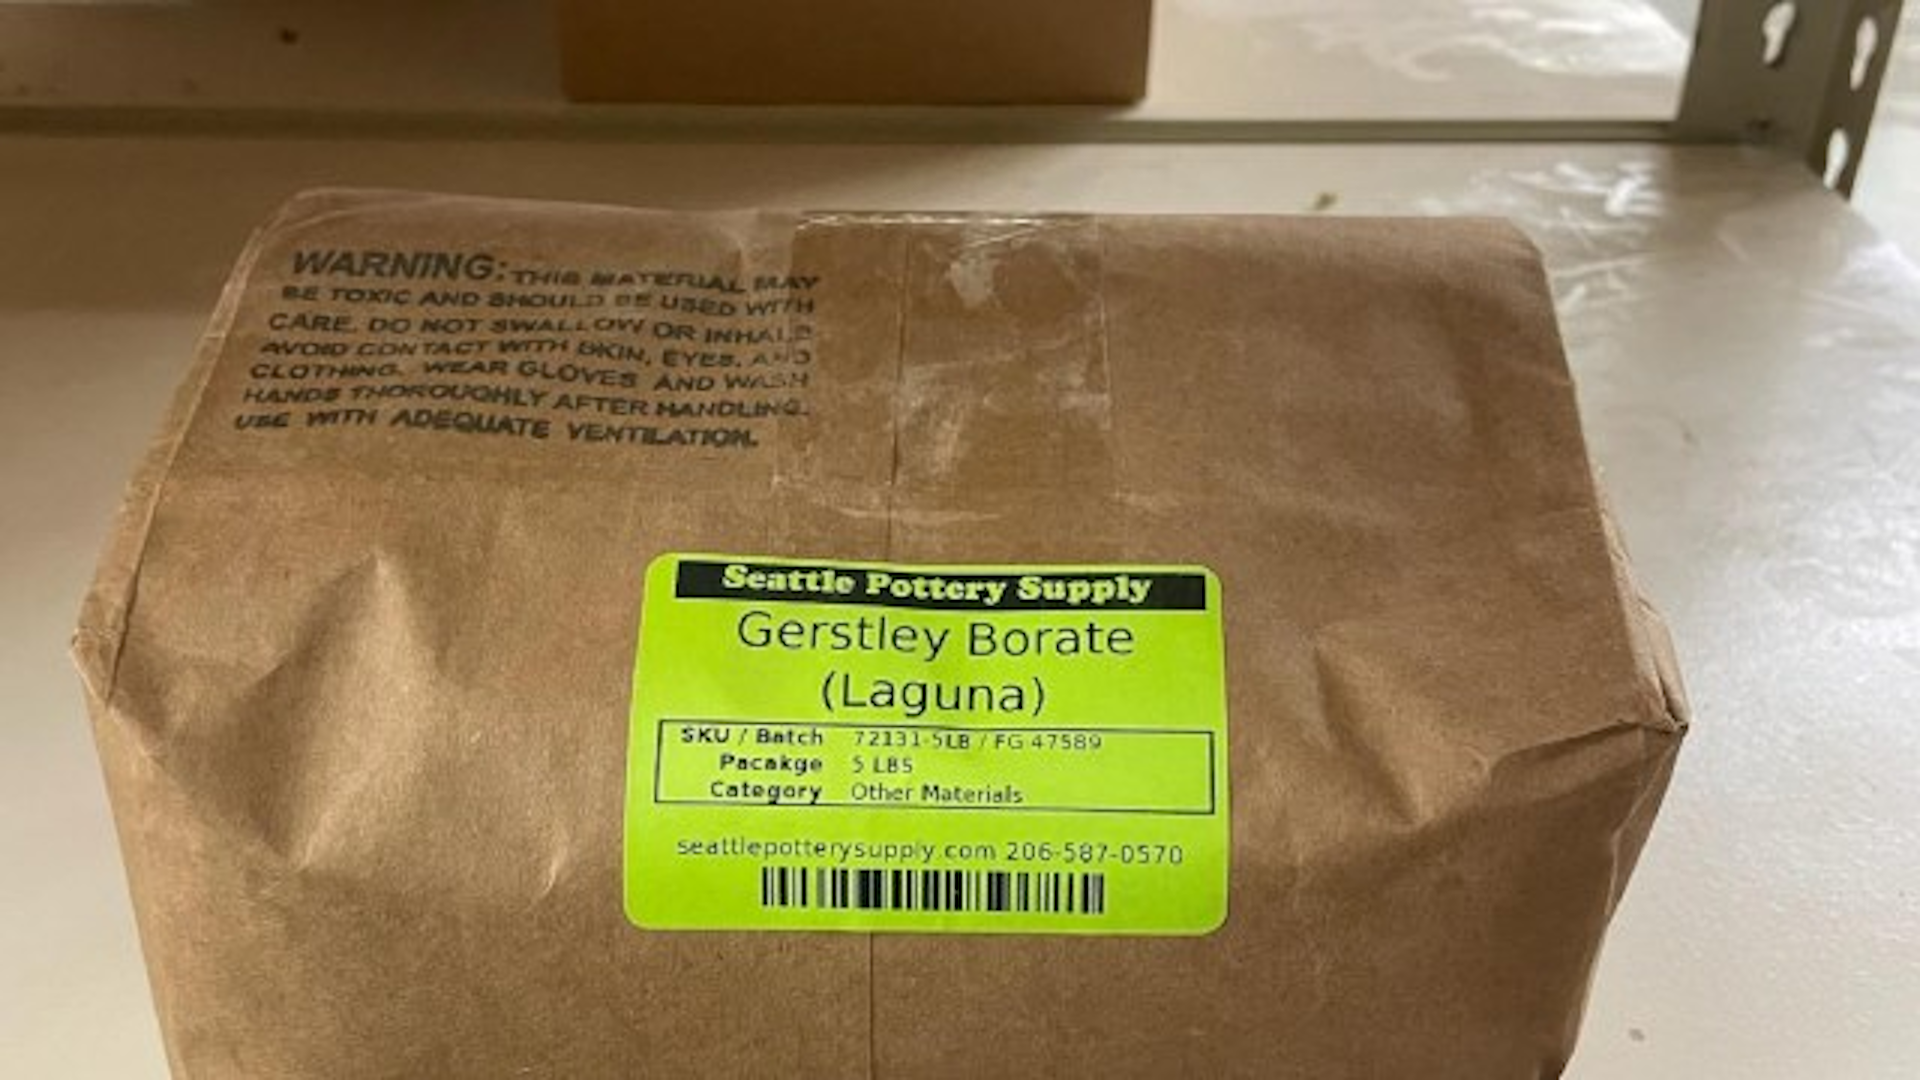 WARNING: THIS MATERIAL MAY
BE TOXIC AND SHOULD BE USED WITH
CARE. DO NOT SWALLOW OR INHALE
AVOID CONTACT WITH SKIN, EYES, AND
CLOTHING. WEAR GLOVES AND WASH
HANDS THOROUGHLY AFTER HANDLING.
USE WITH ADEQUATE VENTILATION.
Seattle Pottery Supply
Gerstley Borate
(Laguna)
SKU / Batch 72131-5LB / FG 47589
Pacakge 5 LBS
Category Other Materials
seattlepotterysupply.com 206-587-0570